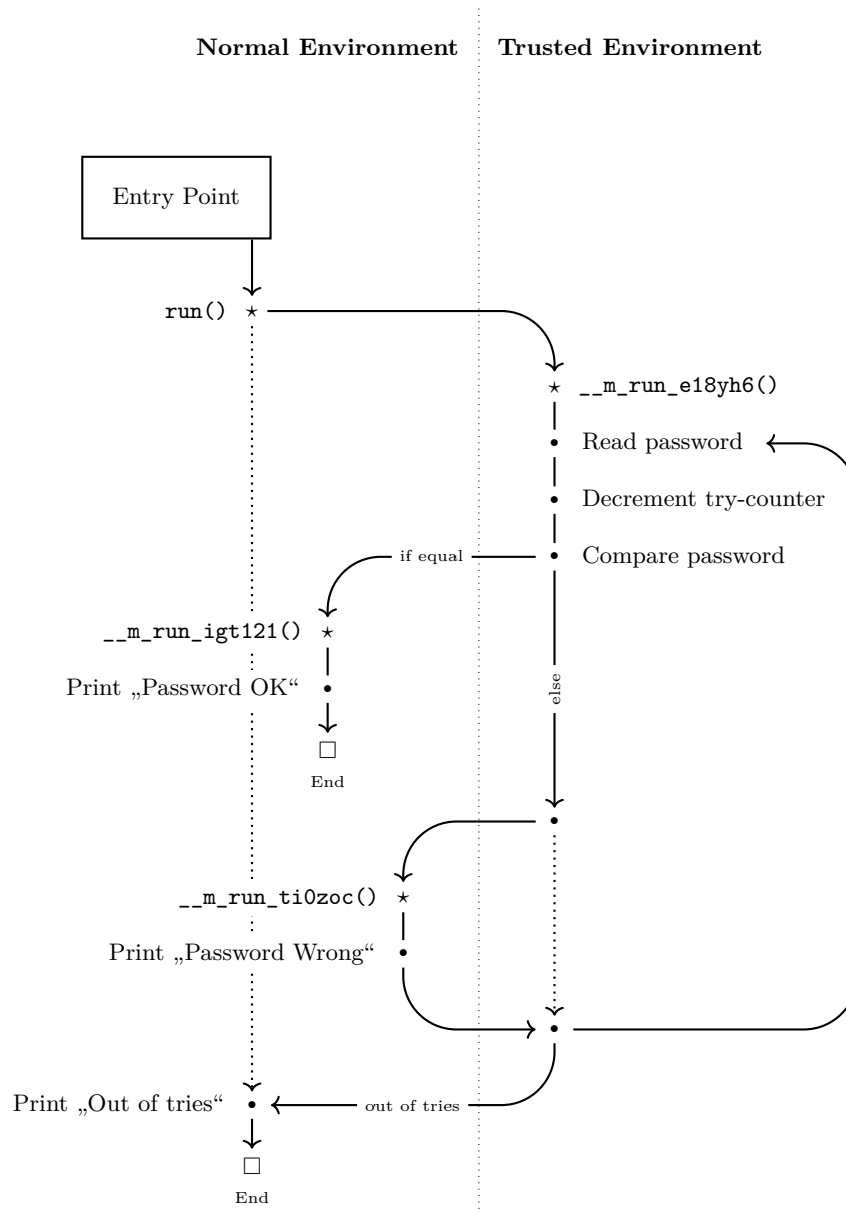 Normal Environment
Trusted Environment
Entry Point
run()
__m_run_e18yh6()
Read password
Decrement try-counter
if equal
Compare password
__m_run_igt121()
Print „Password OK“
else
End
__m_run_ti0zoc()
Print „Password Wrong“
Print „Out of tries“
out of tries
End